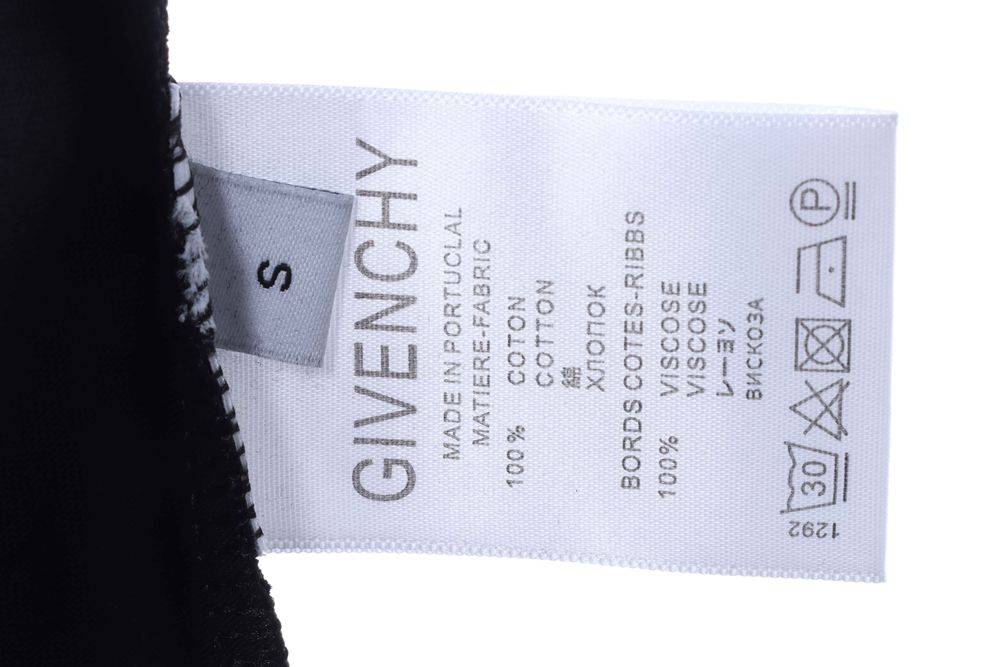 S
GIVENCHY
MADE IN PORTUCLAL
MATIERE-FABRIC
100% COTON
COTTON
綿
ХЛОПОК
BORDS COTES-RIBBS
100% VISCOSE
VISCOSE
レーヨン
ВИСКОЗА
30 P
1292